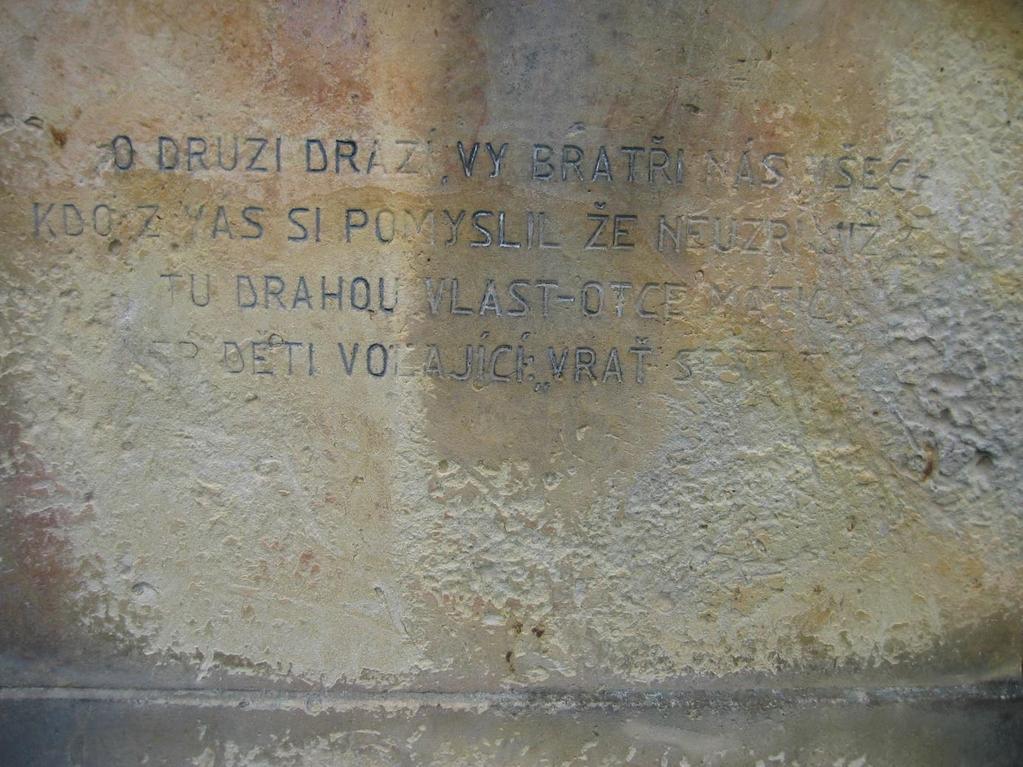 O DRUZI DRAZÍ, VY BRATŘI NÁS VŠECH
KDO Z VÁS SI POMYSLIL ŽE NEUZŘÍ JIŽ
TU DRAHOU VLAST-OTCE
DĚTI VOLAJÍCÍ: „VRAŤ SE